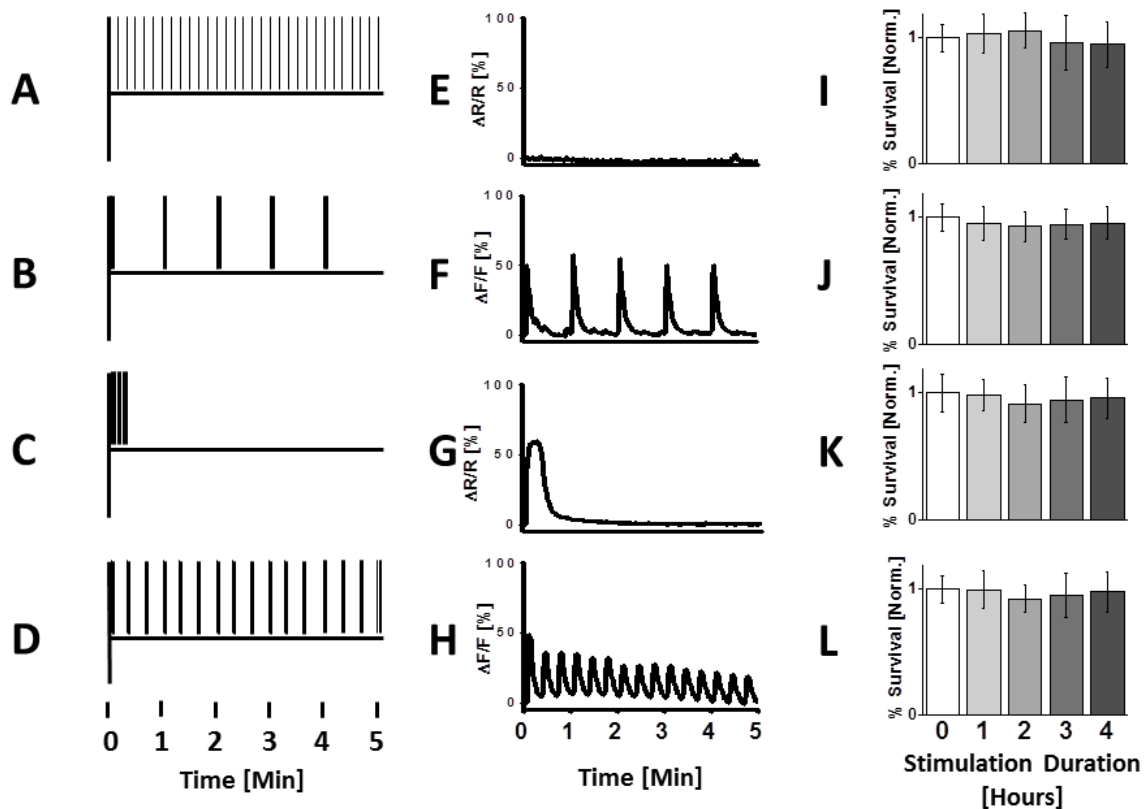 A
B
C
D
0 1 2 3 4 5
Time [Min]
E
100
50
0
ΔR/R [%]
F
100
50
0
ΔF/F [%]
G
100
50
0
ΔR/R [%]
H
100
50
0
ΔF/F [%]
0 1 2 3 4 5
Time [Min]
I
1
0
% Survival [Norm.]
J
1
0
% Survival [Norm.]
K
1
0
% Survival [Norm.]
L
1
0
% Survival [Norm.]
0 1 2 3 4
Stimulation Duration
[Hours]